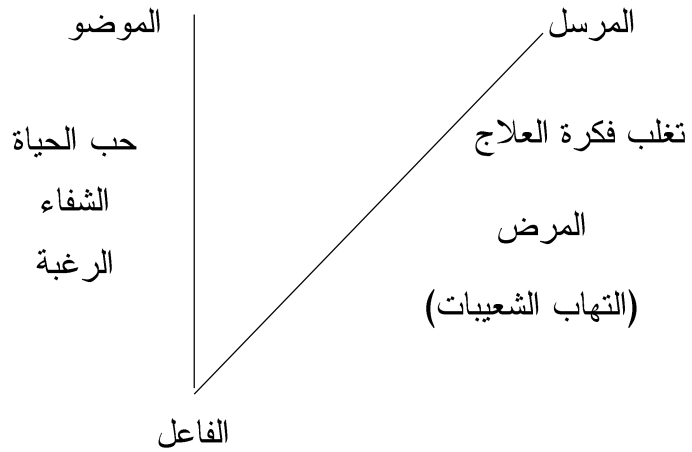 المرسل
الموضو
تغلب فكرة العلاج
حب الحياة
الشفاء
المرض
الرغبة
(التهاب الشعيبات)
الفاعل